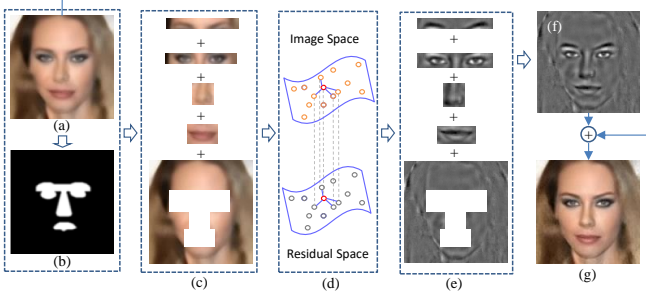 (a)
(b)
+
+
+
+
(c)
Image Space
Residual Space
(d)
+
+
+
+
(e)
(f)
+
(g)